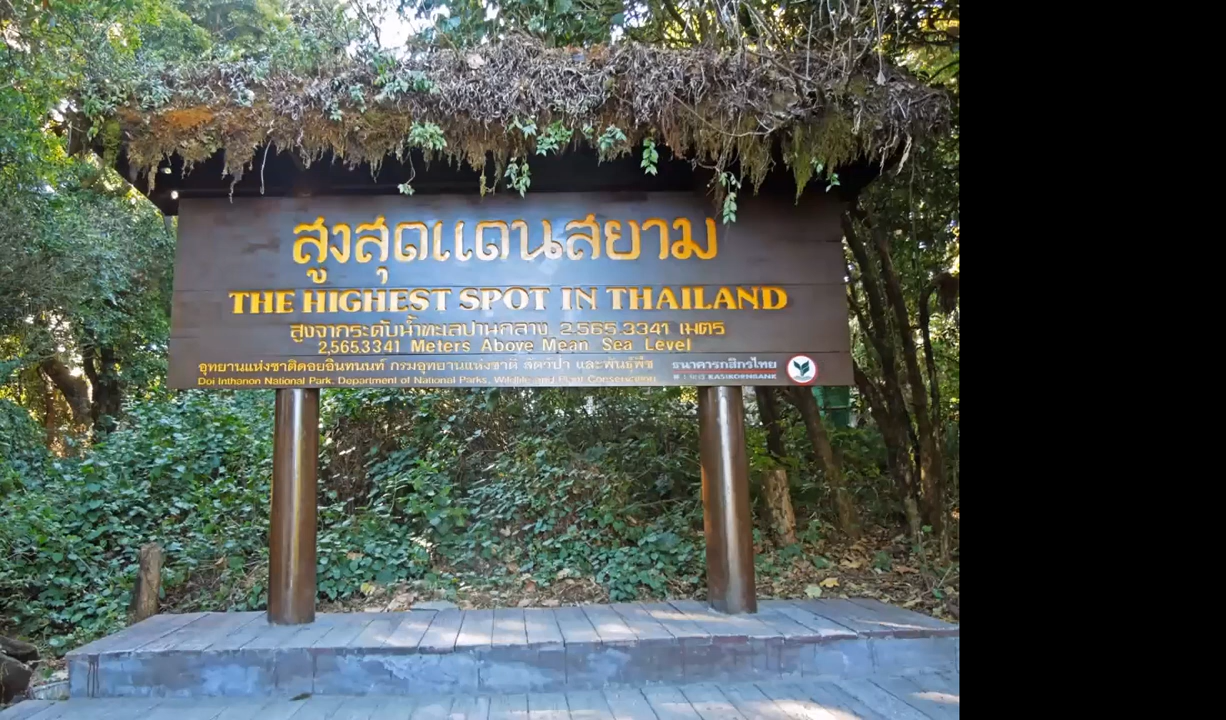 สูงสุดแดนสยาม
THE HIGHEST SPOT IN THAILAND
สูงจากระดับน้ำทะเลปานกลาง 2,565.3341 เมตร
2,565.3341 Meters Above Mean Sea Level
อุทยานแห่งชาติดอยอินทนนท์ กรมอุทยานแห่งชาติ สัตว์ป่า และพันธุ์พืช ธนาคารกสิกรไทย
Doi Inthanon National Park. Department of National Parks, Wildlife and Plant Conservation KASIKORNBANK